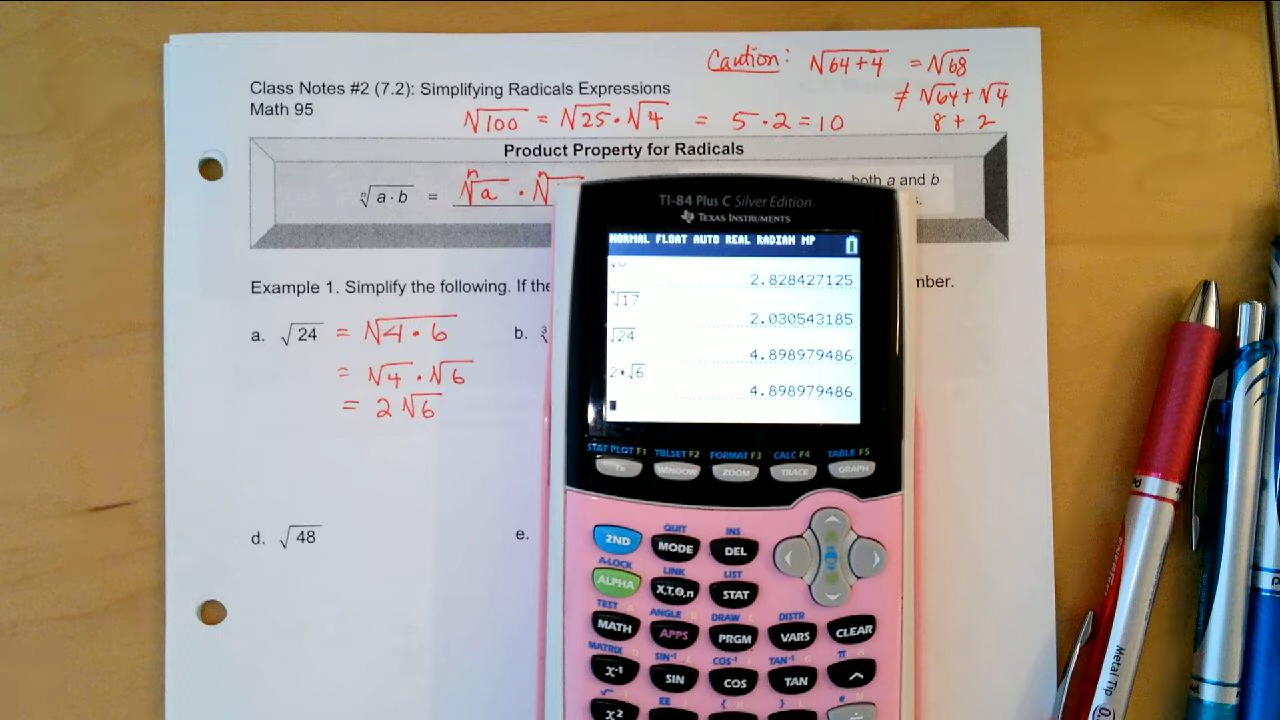 Caution: √64+4 = √68
≠ √64 + √4
8 + 2
Class Notes #2 (7.2): Simplifying Radicals Expressions
Math 95
√100 = √25 · √4 = 5 · 2 = 10
Product Property for Radicals
ⁿ√a·b = ⁿ√a · ⁿ√
both a and b
Example 1. Simplify the following. If the
nber.
a. √24 = √4·6
= √4 · √6
= 2√6
b. ³
d. √48
e.
TI-84 Plus C Silver Edition
TEXAS INSTRUMENTS
NORMAL FLOAT AUTO REAL RADIAN MP
2.828427125
⁴√17
2.030543185
√24
4.898979486
2*√6
4.898979486
STAT PLOT F1 TBLSET F2 FORMAT F3 CALC F4 TABLE F5
Y= WINDOW ZOOM TRACE GRAPH
QUIT INS
2ND MODE DEL
A-LOCK LINK LIST
ALPHA X,T,Θ,n STAT
TEST A ANGLE B DRAW C DISTR
MATH APPS PRGM VARS CLEAR
MATRIX D SIN⁻¹ E COS⁻¹ F TAN⁻¹ G π H
x⁻¹ SIN COS TAN ^
√ I EE J { K } L e M
x² ÷
Metal Tip